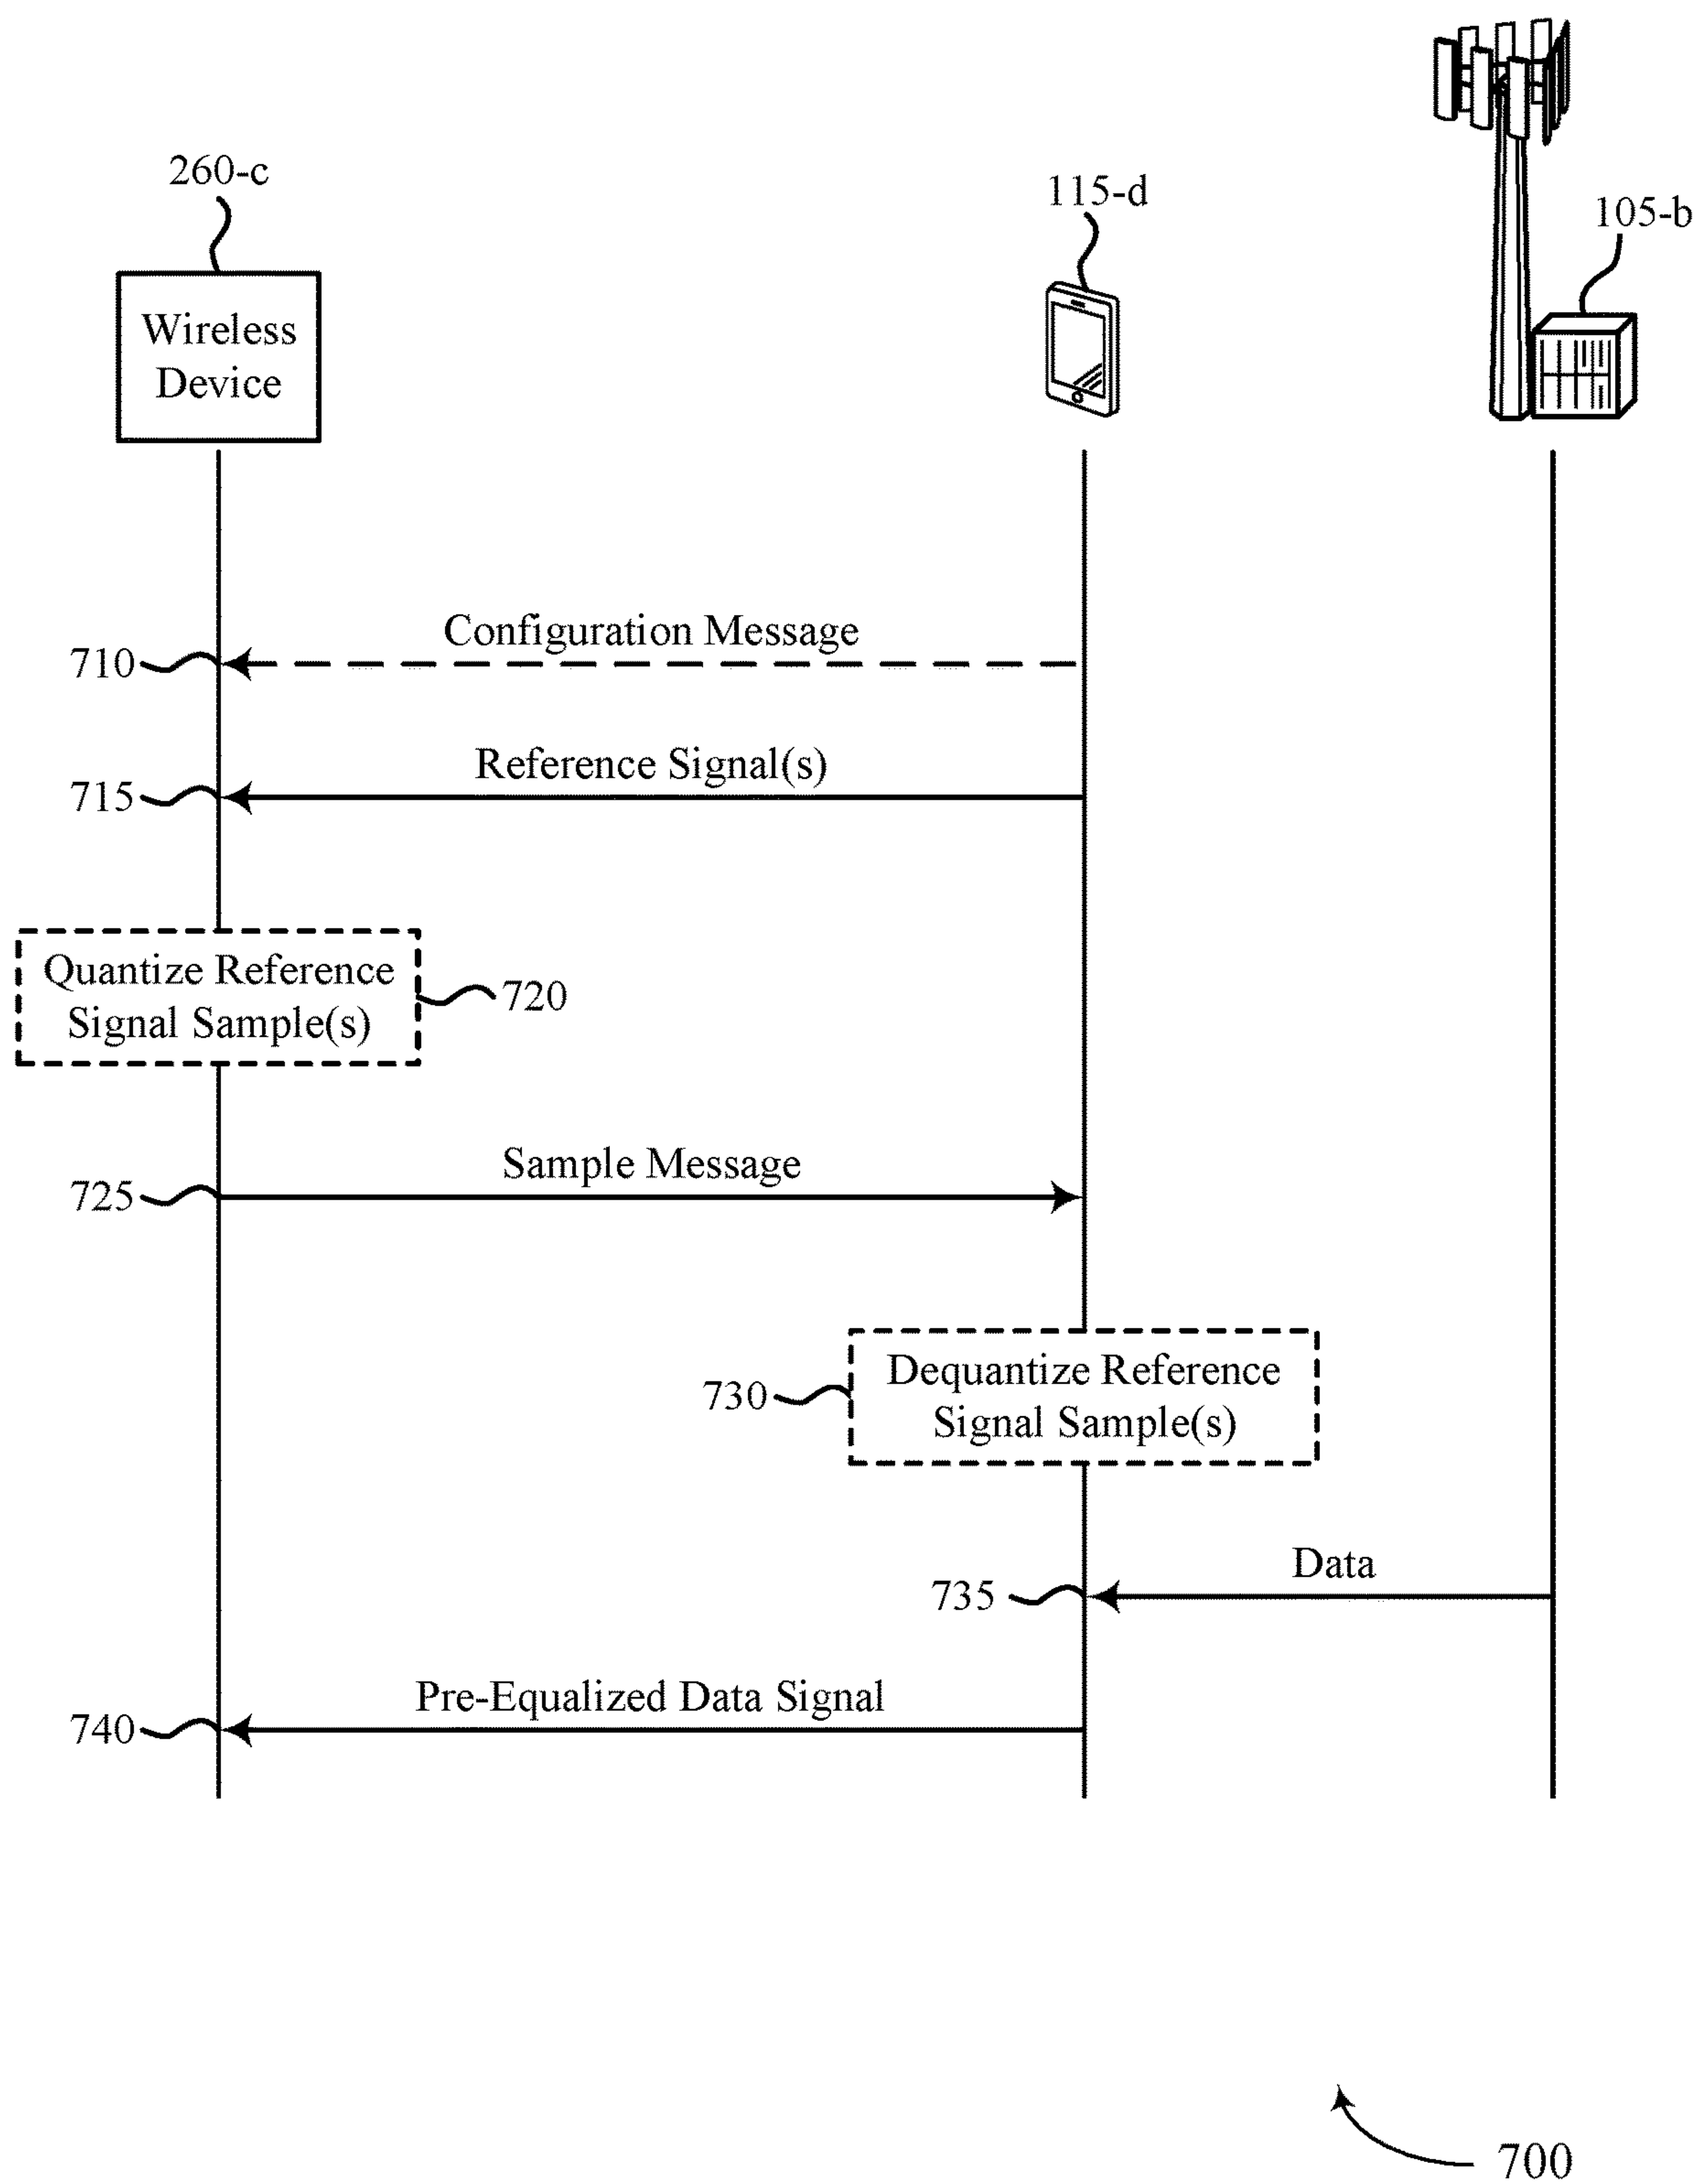 260-c
115-d
105-b
Wireless
Device
Configuration Message
710
Reference Signal(s)
715
Quantize Reference
Signal Sample(s)
720
Sample Message
725
Dequantize Reference
Signal Sample(s)
730
Data
735
Pre-Equalized Data Signal
740
700